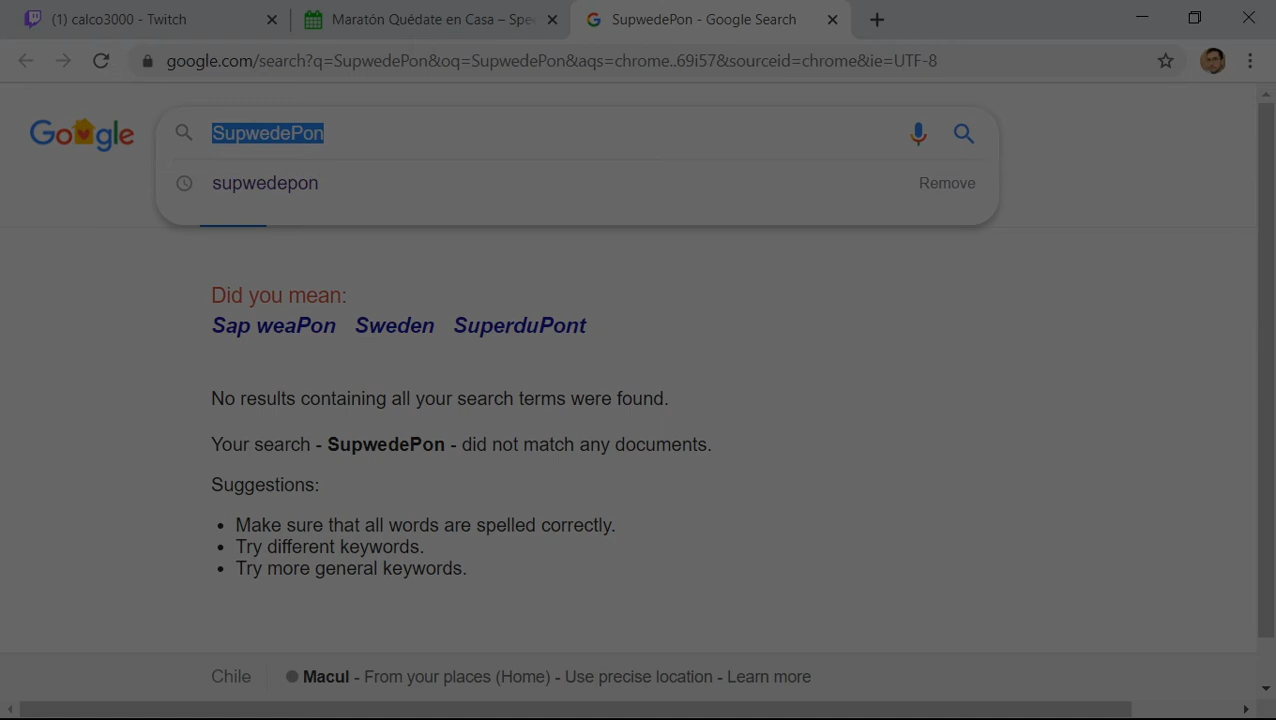 (1) calco3000 - Twitch
Maratón Quédate en Casa – Spe
SupwedePon - Google Search
google.com/search?q=SupwedePon&oq=SupwedePon&aqs=chrome..69i57&sourceid=chrome&ie=UTF-8
Google
SupwedePon
supwedepon Remove
Did you mean:
Sap weaPon Sweden SuperduPont
No results containing all your search terms were found.
Your search - SupwedePon - did not match any documents.
Suggestions:
• Make sure that all words are spelled correctly.
• Try different keywords.
• Try more general keywords.
Chile Macul - From your places (Home) - Use precise location - Learn more